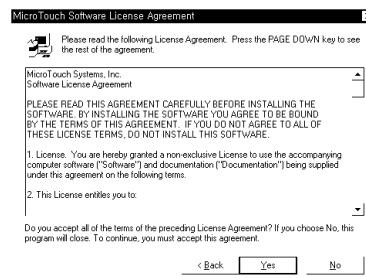 MicroTouch Software License Agreement
Please read the following License Agreement. Press the PAGE DOWN key to see
the rest of the agreement.
MicroTouch Systems, Inc.
Software License Agreement
PLEASE READ THIS AGREEMENT CAREFULLY BEFORE INSTALLING THE
SOFTWARE. BY INSTALLING THE SOFTWARE YOU AGREE TO BE BOUND
BY THE TERMS OF THIS AGREEMENT. IF YOU DO NOT AGREE TO ALL OF
THESE LICENSE TERMS, DO NOT INSTALL THIS SOFTWARE.
1. License. You are hereby granted a non-exclusive License to use the accompanying
computer software ("Software") and documentation ("Documentation") being supplied
under this agreement on the following terms.
2. This License entitles you to:
Do you accept all of the terms of the preceding License Agreement? If you choose No, this
program will close. To continue, you must accept this agreement.
< Back Yes No